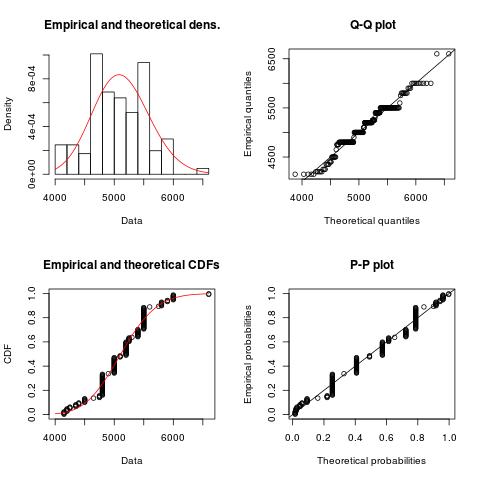 Empirical and theoretical dens.
Density
0e+00 4e-04 8e-04
4000 5000 6000
Data
Q-Q plot
Empirical quantiles
4500 5500 6500
4000 5000 6000
Theoretical quantiles
Empirical and theoretical CDFs
CDF
0.0 0.2 0.4 0.6 0.8 1.0
4000 5000 6000
Data
P-P plot
Empirical probabilities
0.0 0.2 0.4 0.6 0.8 1.0
0.0 0.2 0.4 0.6 0.8 1.0
Theoretical probabilities